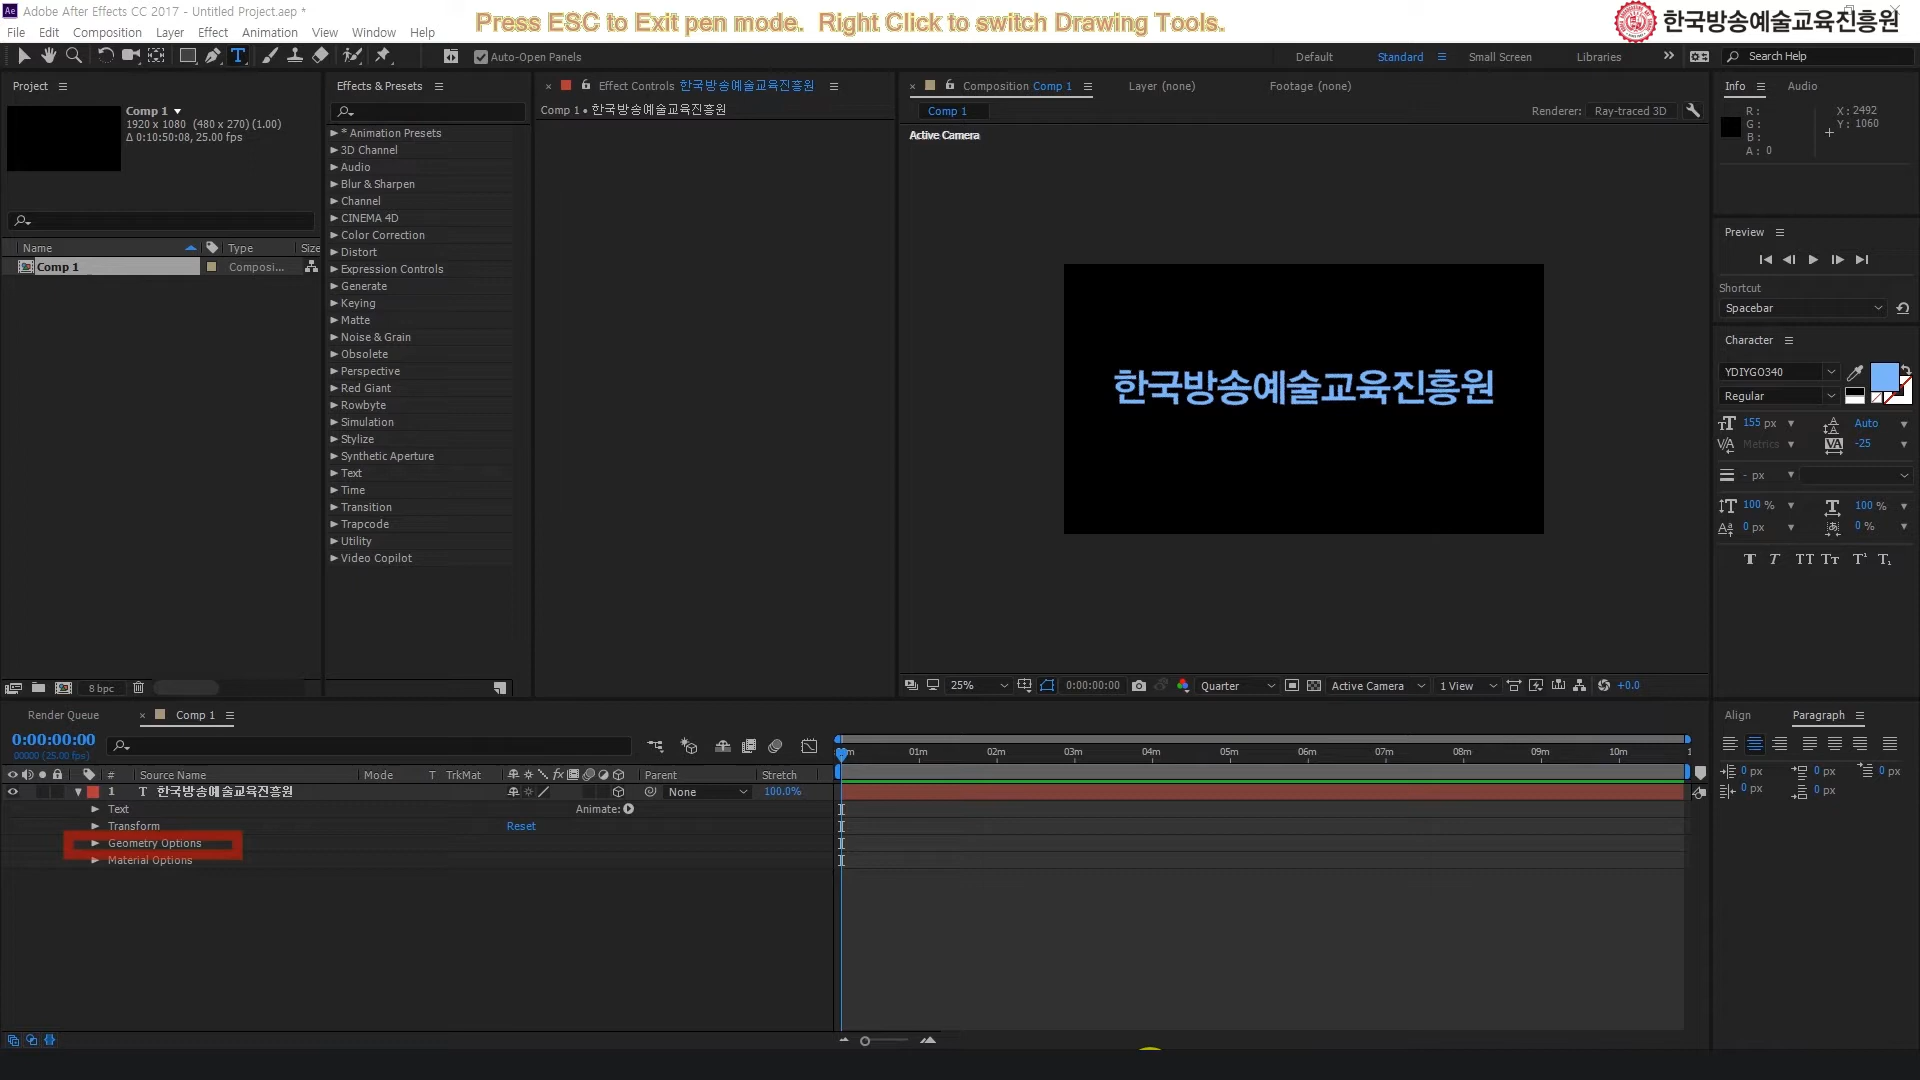 Adobe After Effects CC 2017 - Untitled Project.aep *
Press ESC to Exit pen mode. Right Click to switch Drawing Tools.
한국방송예술교육진흥원
File Edit Composition Layer Effect Animation View Window Help
Auto-Open Panels
Default Standard Small Screen Libraries Search Help
Project
Comp 1
1920 x 1080 (480 x 270) (1.00)
Δ 0:10:50:08, 25.00 fps
Name Type Size
Comp 1 Composi...
8 bpc
Effects & Presets
* Animation Presets
3D Channel
Audio
Blur & Sharpen
Channel
CINEMA 4D
Color Correction
Distort
Expression Controls
Generate
Keying
Matte
Noise & Grain
Obsolete
Perspective
Red Giant
Rowbyte
Simulation
Stylize
Synthetic Aperture
Text
Time
Transition
Trapcode
Utility
Video Copilot
Effect Controls 한국방송예술교육진흥원
Comp 1 • 한국방송예술교육진흥원
Composition Comp 1 Layer (none) Footage (none)
Comp 1 Renderer: Ray-traced 3D
Active Camera
한국방송예술교육진흥원
25% 0:00:00:00 Quarter Active Camera 1 View +0.0
Info Audio
R : X : 2492
G : Y : 1060
B :
A : 0
Preview
Shortcut
Spacebar
Character
YDIYGO340
Regular
155 px Auto
Metrics -25
- px
100 % 100 %
0 px 0 %
T T TT Tt T¹ T₁
Render Queue Comp 1
0:00:00:00
00000 (25.00 fps)
# Source Name Mode T TrkMat Parent Stretch
1 T 한국방송예술교육진흥원 None 100.0%
Text Animate:
Transform Reset
Geometry Options
Material Options
01m 02m 03m 04m 05m 06m 07m 08m 09m 10m
Align Paragraph
0 px 0 px 0 px
0 px 0 px